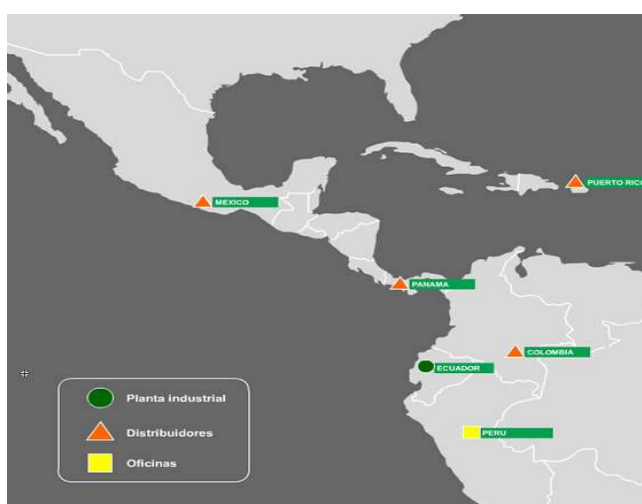 PUERTO RICO
MEXICO
PANAMA
COLOMBIA
ECUADOR
PERU
Planta industrial
Distribuidores
Oficinas